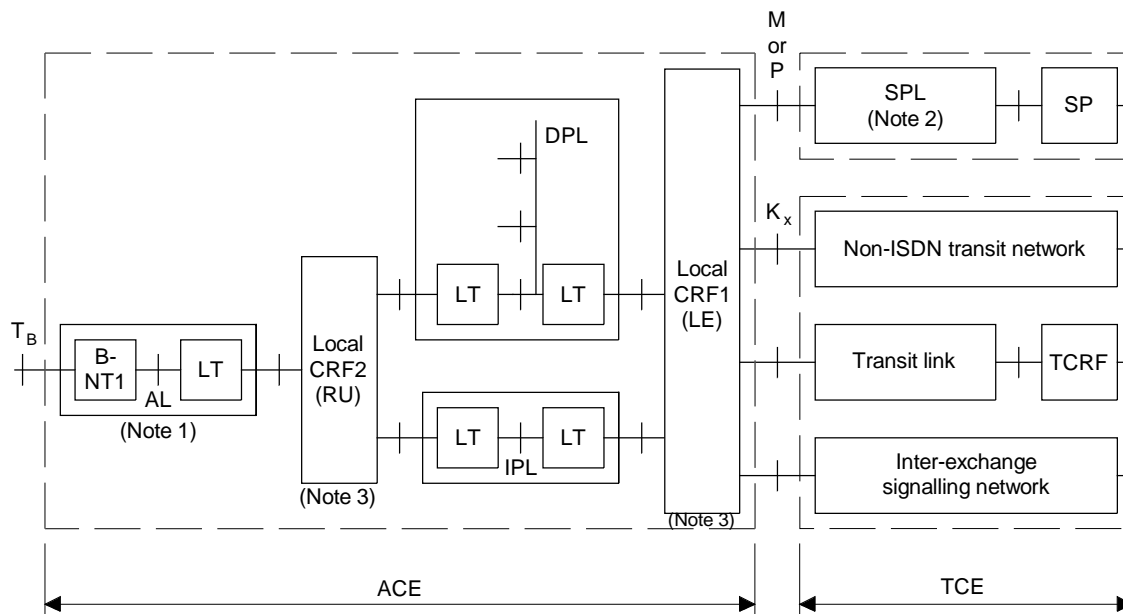 M
or
P
SPL
(Note 2)
SP
DPL
K x
Non-ISDN transit network
LT
LT
Local
CRF1
(LE)
T B
B-
NT1
LT
AL
(Note 1)
Local
CRF2
(RU)
(Note 3)
Transit link
TCRF
LT
LT
IPL
Inter-exchange
signalling network
(Note 3)
ACE
TCE